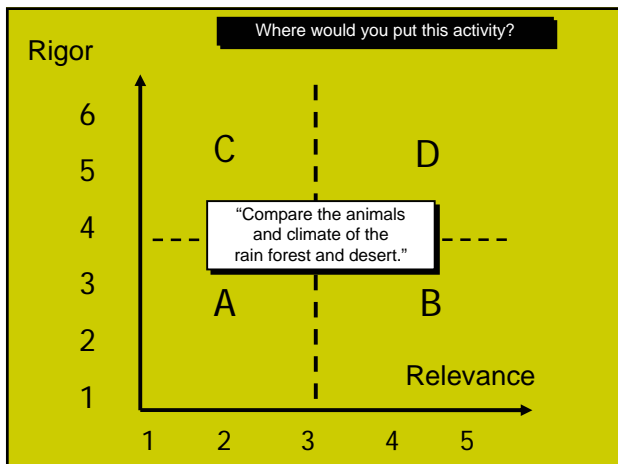 Where would you put this activity?
Rigor
6
C D
5
“Compare the animals
and climate of the
rain forest and desert.”
4
3
A B
2
Relevance
1
1 2 3 4 5